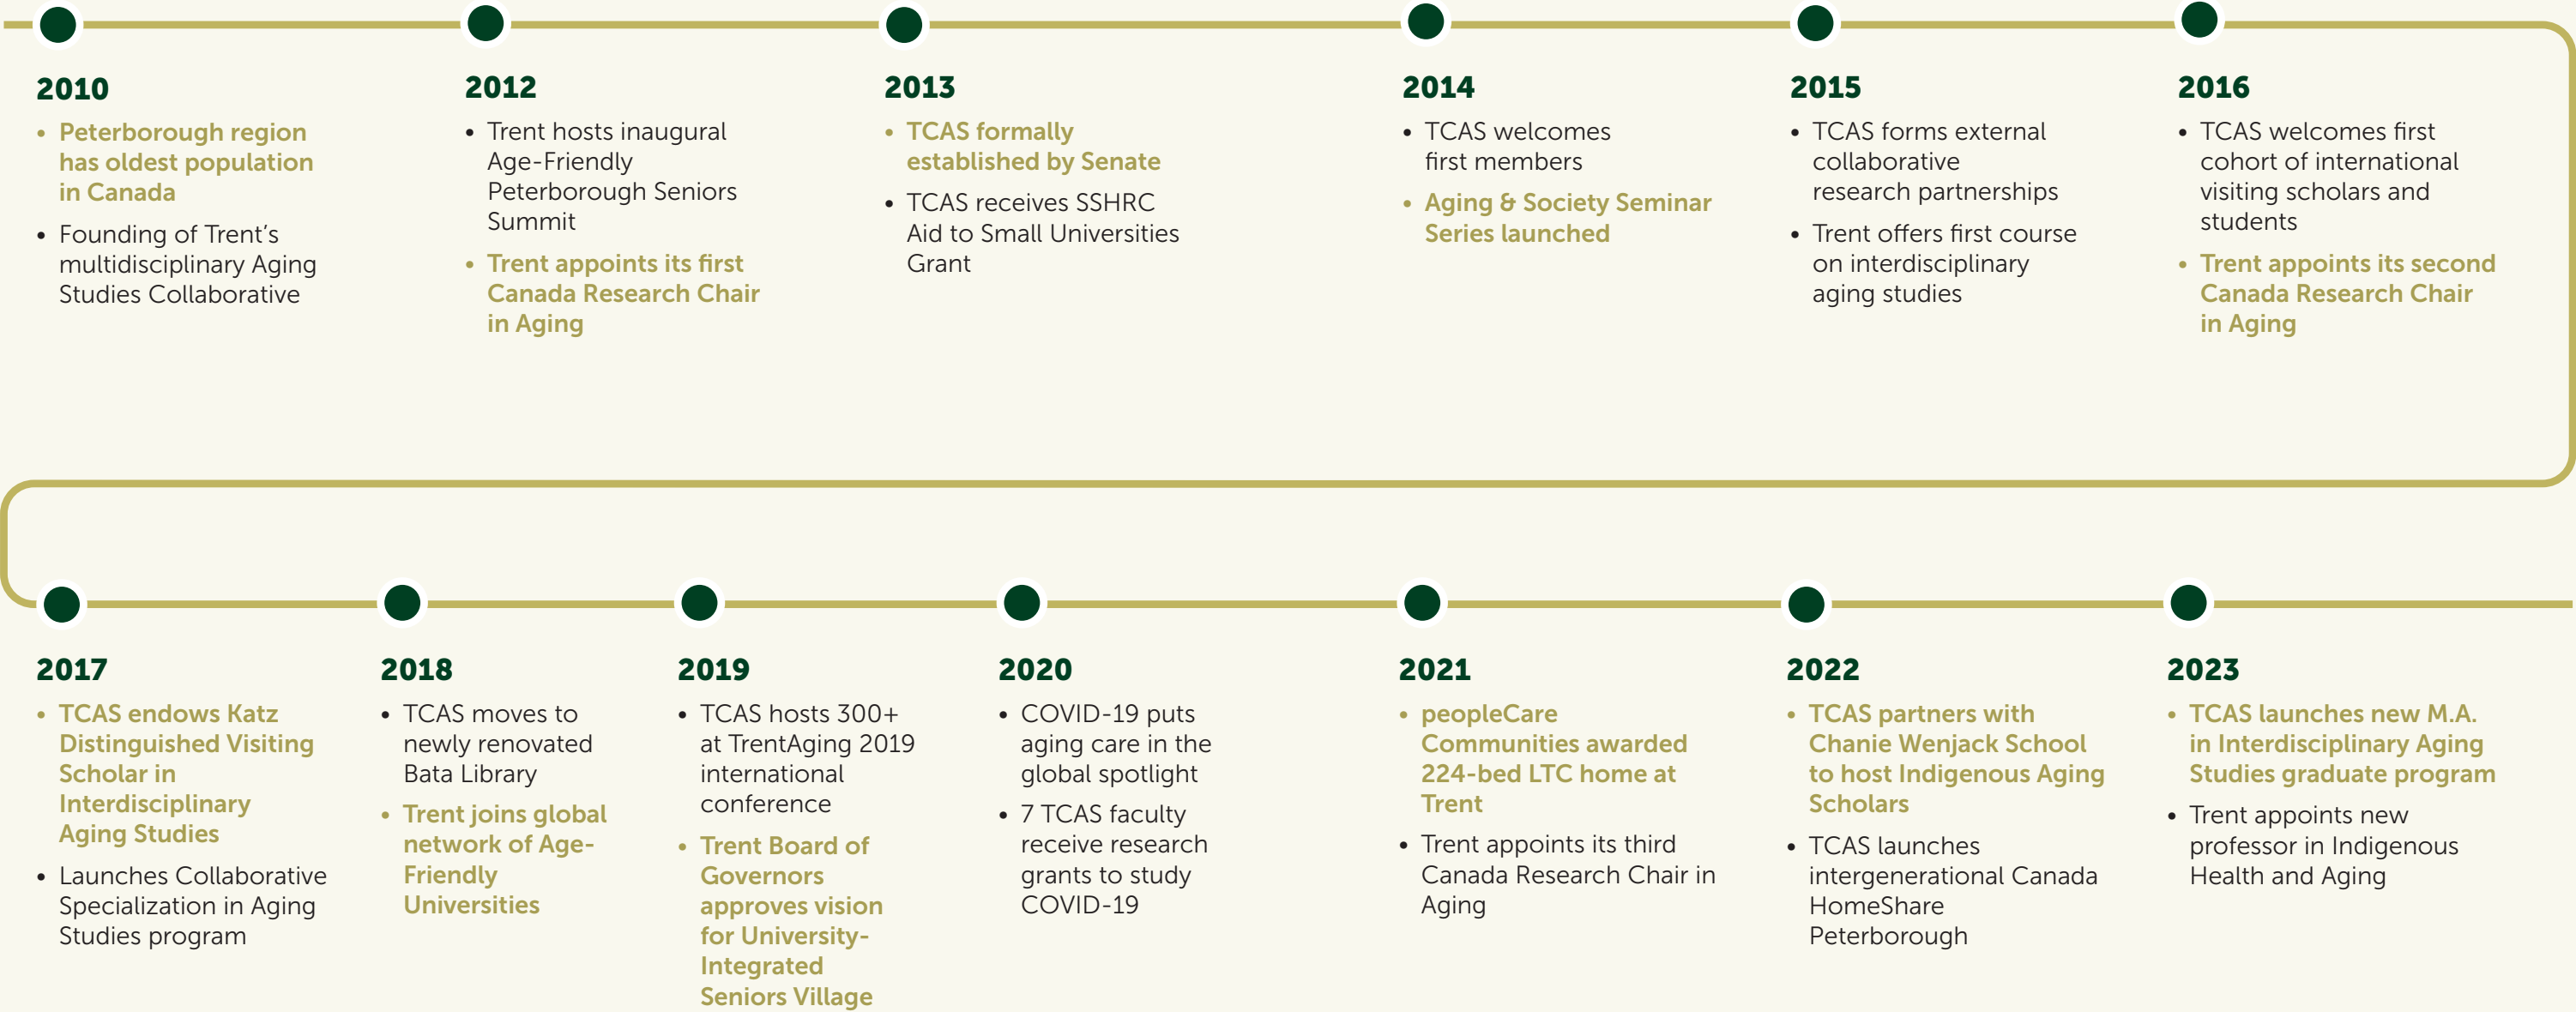 2010
• Peterborough region
has oldest population
in Canada
• Founding of Trent’s
multidisciplinary Aging
Studies Collaborative
2012
• Trent hosts inaugural
Age-Friendly
Peterborough Seniors
Summit
• Trent appoints its first
Canada Research Chair
in Aging
2013
• TCAS formally
established by Senate
• TCAS receives SSHRC
Aid to Small Universities
Grant
2014
• TCAS welcomes
first members
• Aging & Society Seminar
Series launched
2015
• TCAS forms external
collaborative
research partnerships
• Trent offers first course
on interdisciplinary
aging studies
2016
• TCAS welcomes first
cohort of international
visiting scholars and
students
• Trent appoints its second
Canada Research Chair
in Aging
2017
• TCAS endows Katz
Distinguished Visiting
Scholar in
Interdisciplinary
Aging Studies
• Launches Collaborative
Specialization in Aging
Studies program
2018
• TCAS moves to
newly renovated
Bata Library
• Trent joins global
network of Age-
Friendly
Universities
2019
• TCAS hosts 300+
at TrentAging 2019
international
conference
• Trent Board of
Governors
approves vision
for University-
Integrated
Seniors Village
2020
• COVID-19 puts
aging care in the
global spotlight
• 7 TCAS faculty
receive research
grants to study
COVID-19
2021
• peopleCare
Communities awarded
224-bed LTC home at
Trent
• Trent appoints its third
Canada Research Chair in
Aging
2022
• TCAS partners with
Chanie Wenjack School
to host Indigenous Aging
Scholars
• TCAS launches
intergenerational Canada
HomeShare
Peterborough
2023
• TCAS launches new M.A.
in Interdisciplinary Aging
Studies graduate program
• Trent appoints new
professor in Indigenous
Health and Aging